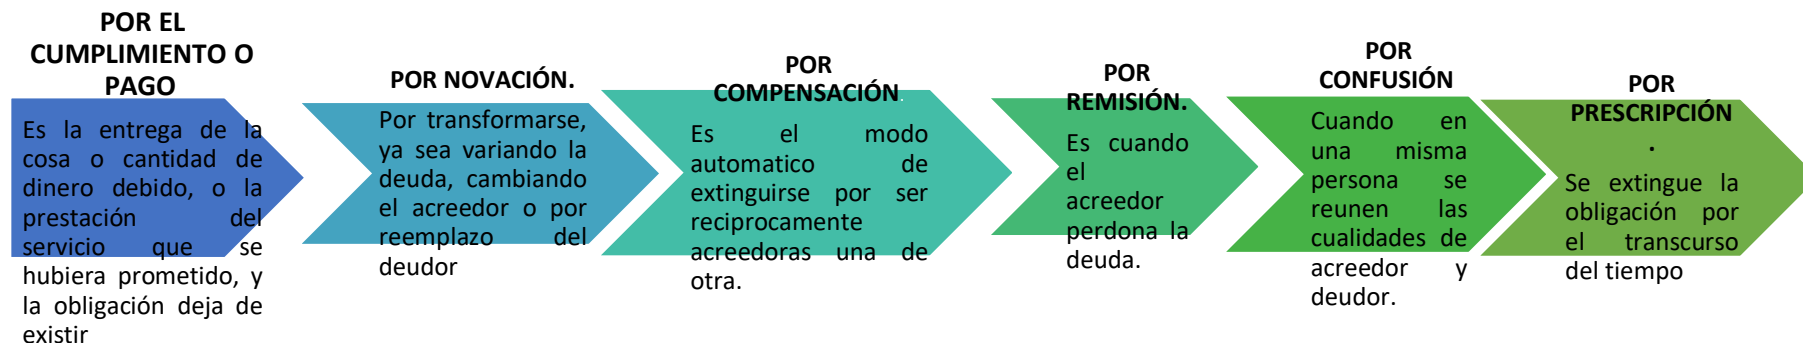 POR EL
CUMPLIMIENTO O
PAGO
Es la entrega de la
cosa o cantidad de
dinero debido, o la
prestación del
servicio que se
hubiera prometido, y
la obligación deja de
existir
POR NOVACIÓN.
Por transformarse,
ya sea variando la
deuda, cambiando
el acreedor o por
reemplazo del
deudor
POR
COMPENSACIÓN.
Es el modo
automatico de
extinguirse por ser
reciprocamente
acreedoras una de
otra.
POR
REMISIÓN.
Es cuando
el
acreedor
perdona la
deuda.
POR
CONFUSIÓN
Cuando en
una misma
persona se
reunen las
cualidades de
acreedor y
deudor.
POR
PRESCRIPCIÓN
.
Se extingue la
obligación por
el transcurso
del tiempo